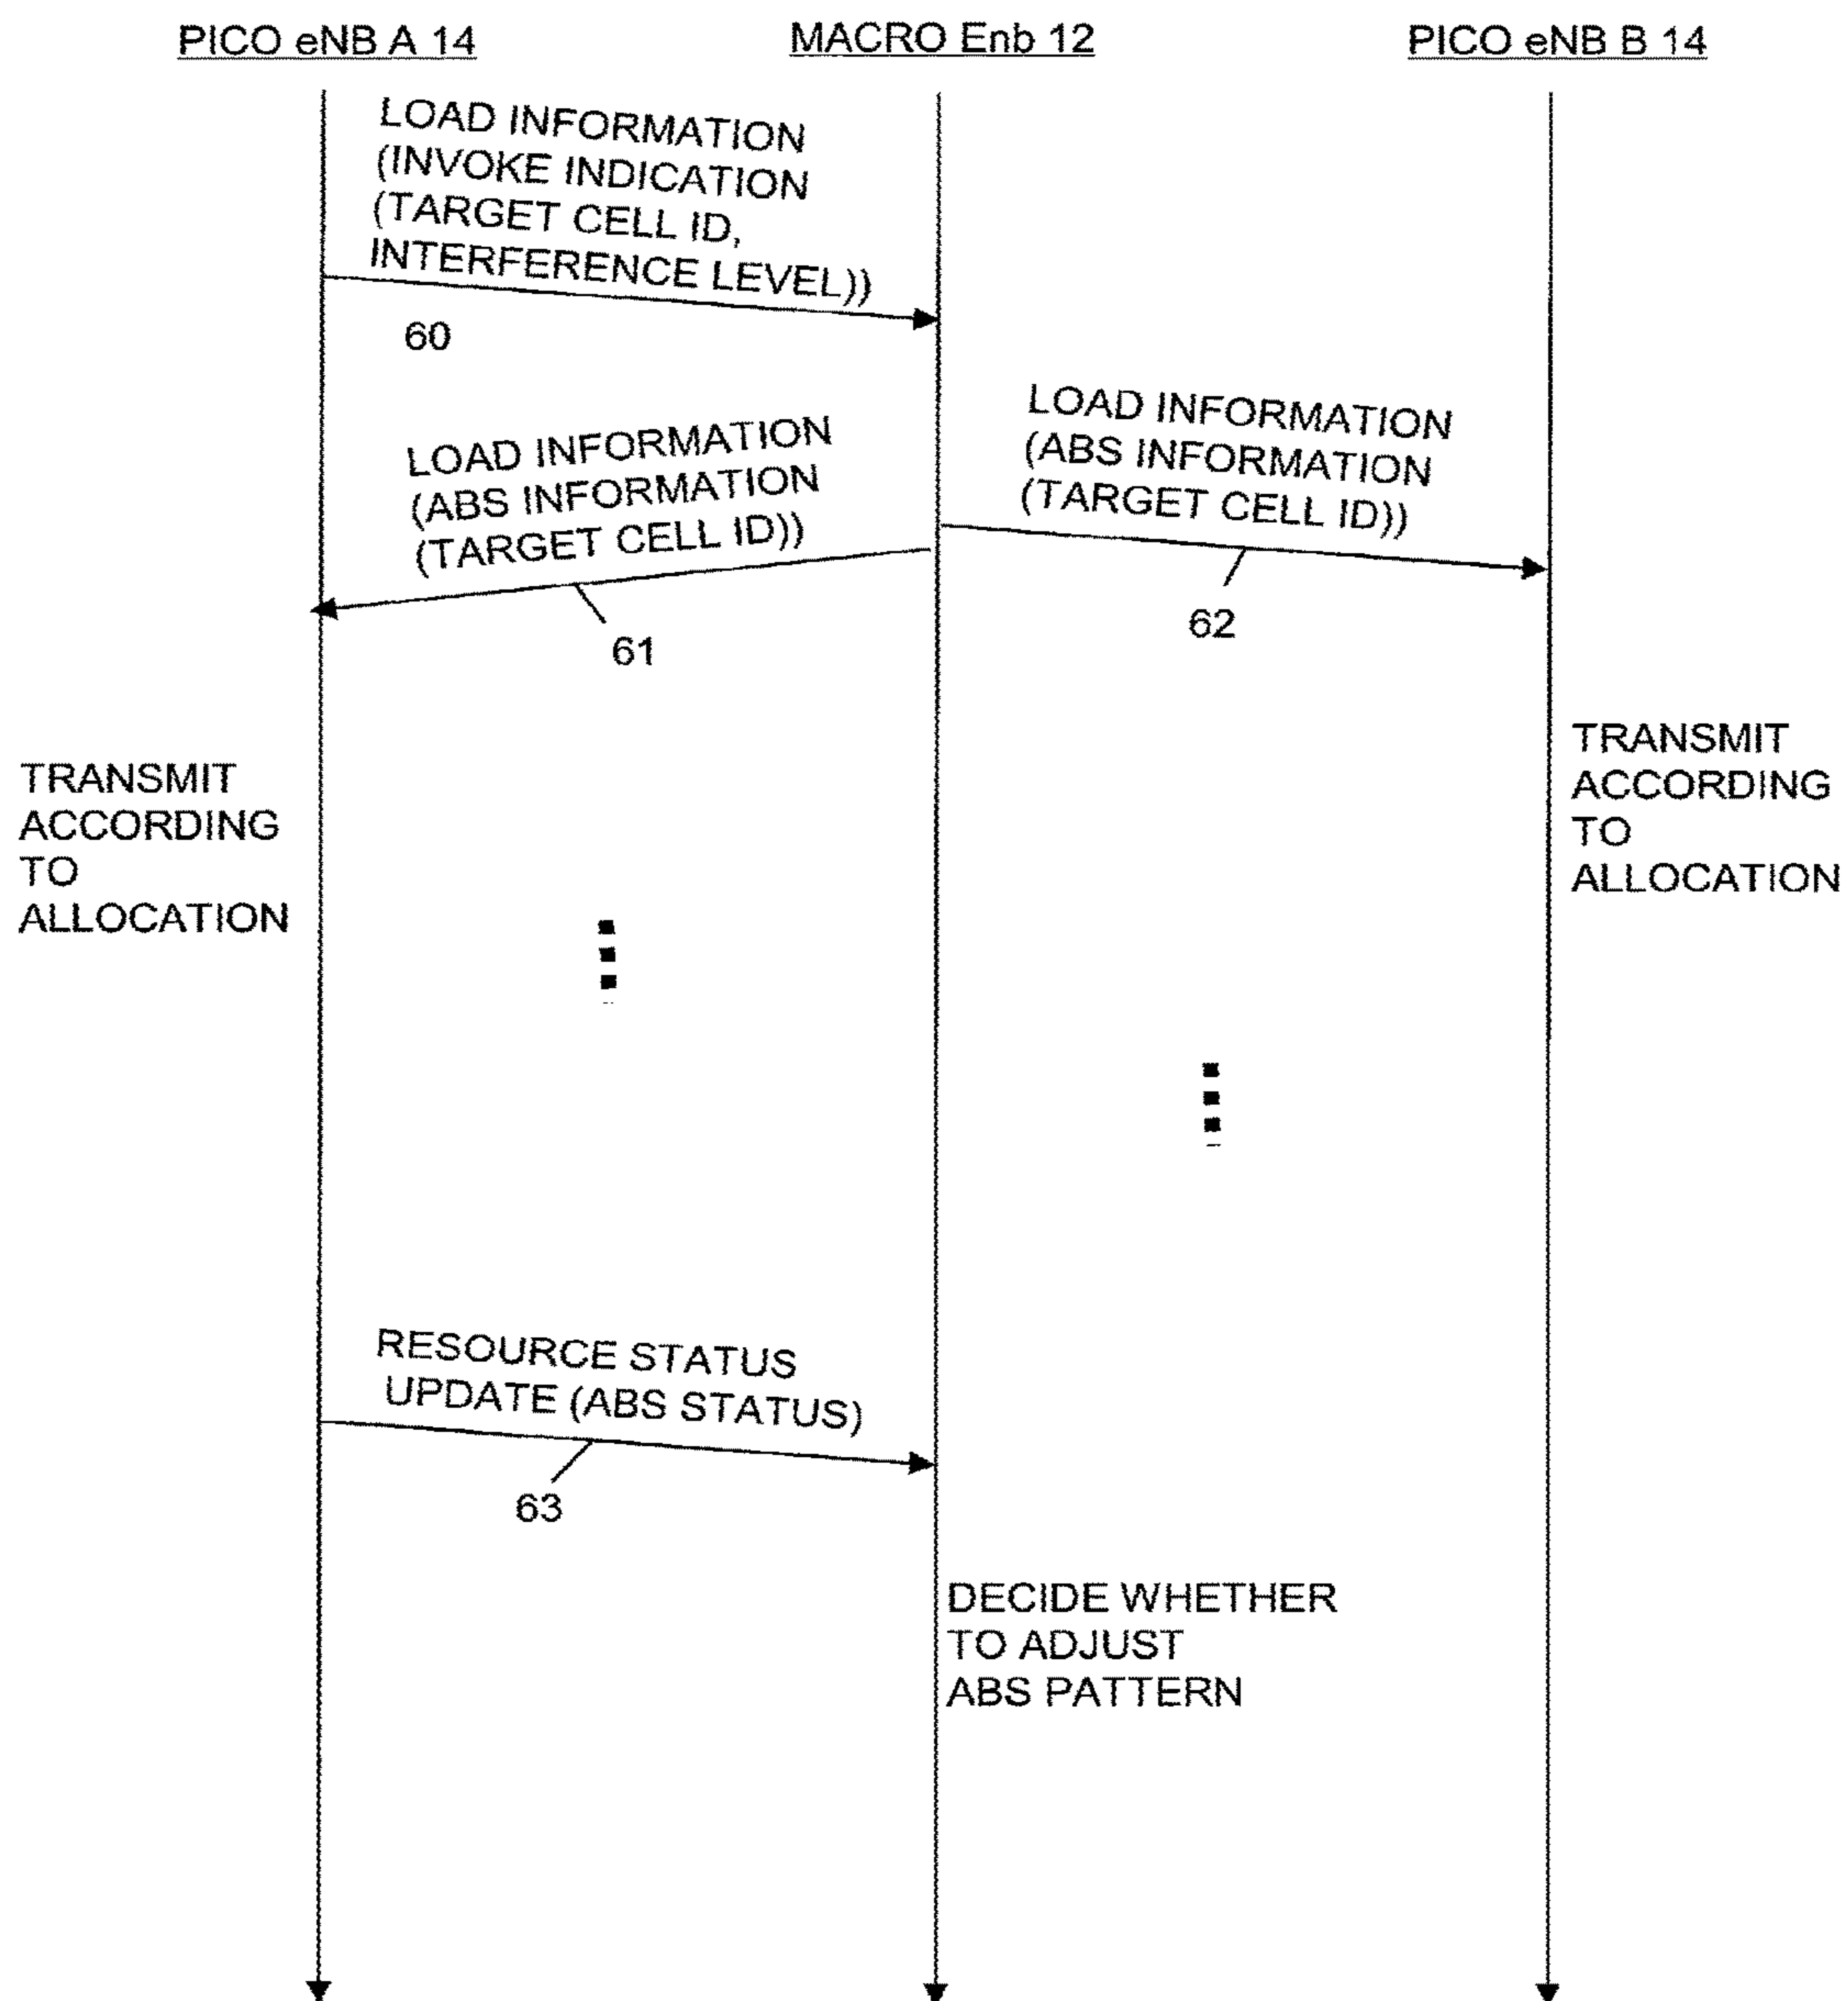 PICO eNB A 14
MACRO Enb 12
PICO eNB B 14
LOAD INFORMATION
(INVOKE INDICATION
(TARGET CELL ID,
INTERFERENCE LEVEL))
60
LOAD INFORMATION
(ABS INFORMATION
(TARGET CELL ID))
61
LOAD INFORMATION
(ABS INFORMATION
(TARGET CELL ID))
62
TRANSMIT
ACCORDING
TO
ALLOCATION
TRANSMIT
ACCORDING
TO
ALLOCATION
RESOURCE STATUS
UPDATE (ABS STATUS)
63
DECIDE WHETHER
TO ADJUST
ABS PATTERN